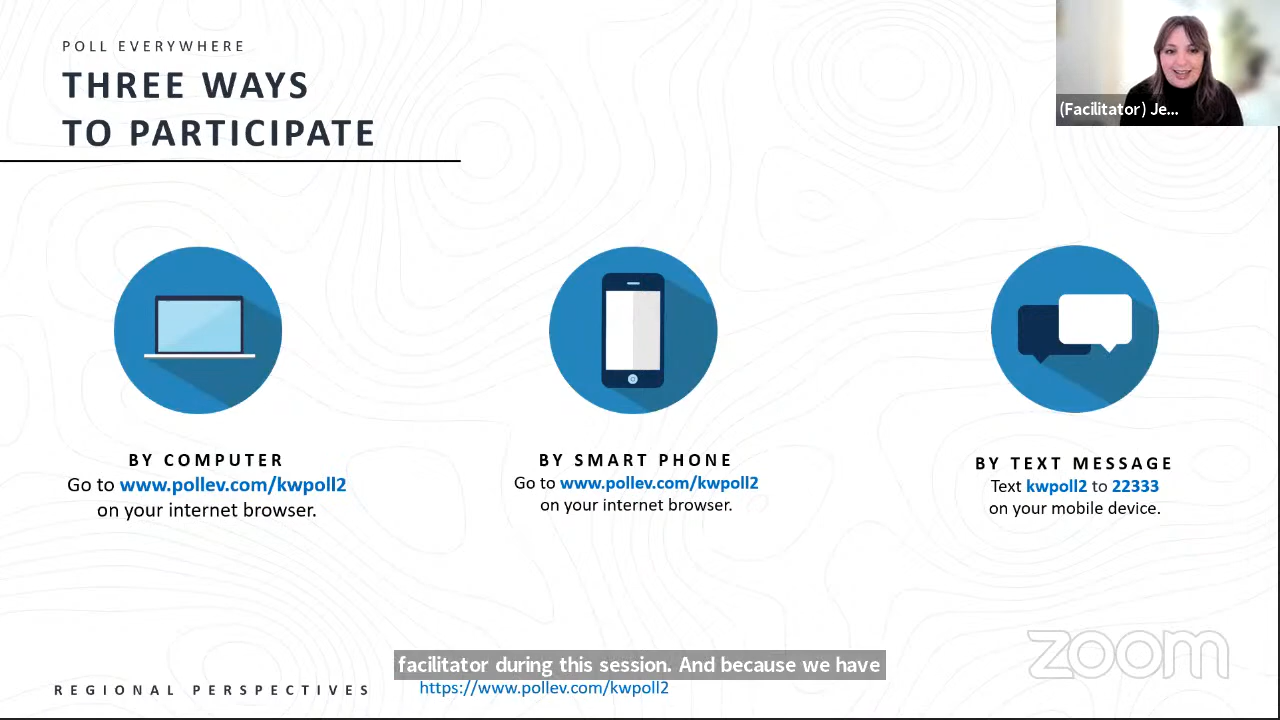 POLL EVERYWHERE
THREE WAYS
TO PARTICIPATE
(Facilitator) Je...
BY COMPUTER
Go to www.pollev.com/kwpoll2
on your internet browser.
BY SMART PHONE
Go to www.pollev.com/kwpoll2
on your internet browser.
BY TEXT MESSAGE
Text kwpoll2 to 22333
on your mobile device.
zoom
facilitator during this session. And because we have
REGIONAL PERSPECTIVES
https://www.pollev.com/kwpoll2